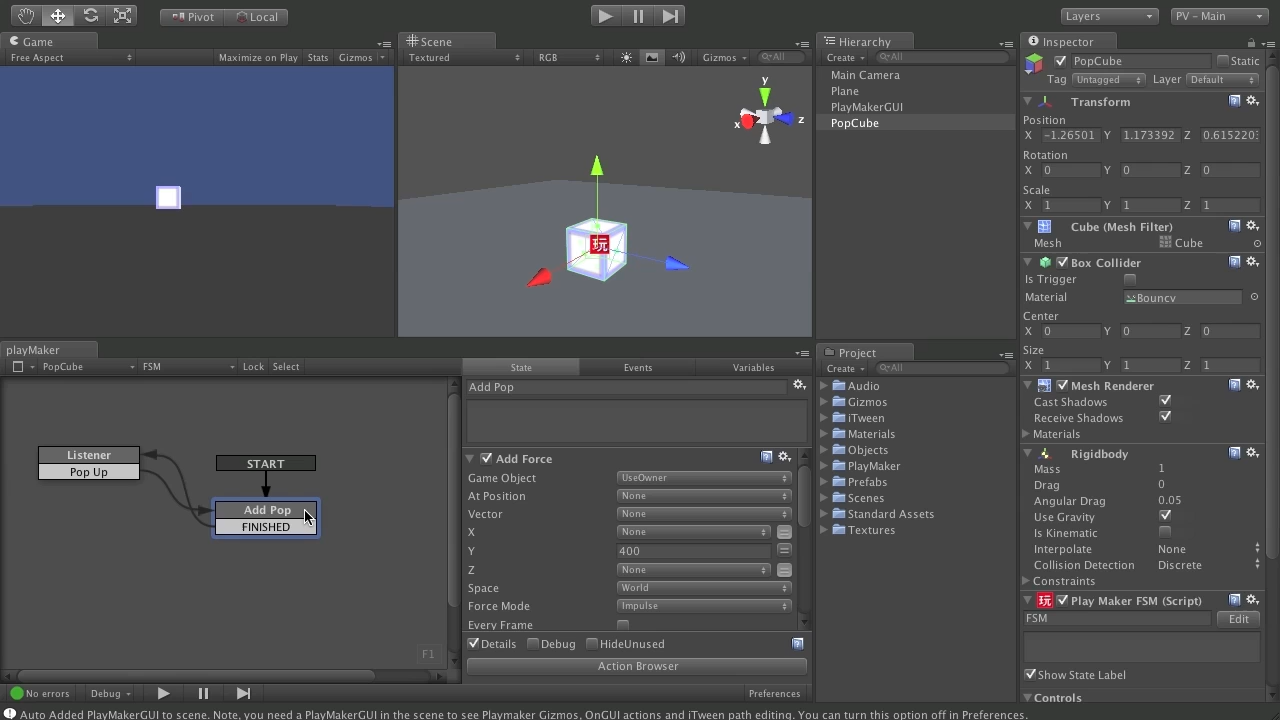 Pivot
Local
Layers
PV - Main
Game
Free Aspect
Maximize on Play
Stats
Gizmos
Scene
Textured
RGB
Gizmos
All
y
x
z
玩
Hierarchy
Create
All
Main Camera
Plane
PlayMakerGUI
PopCube
Project
Create
All
Audio
Gizmos
iTween
Materials
Objects
PlayMaker
Prefabs
Scenes
Standard Assets
Textures
Inspector
PopCube
Static
Tag Untagged Layer Default
Transform
Position
X -1.26501 Y 1.173392 Z 0.615220
Rotation
X 0 Y 0 Z 0
Scale
X 1 Y 1 Z 1
Cube (Mesh Filter)
Mesh Cube
Box Collider
Is Trigger
Material Bouncy
Center
X 0 Y 0 Z 0
Size
X 1 Y 1 Z 1
Mesh Renderer
Cast Shadows
Receive Shadows
Materials
Rigidbody
Mass 1
Drag 0
Angular Drag 0.05
Use Gravity
Is Kinematic
Interpolate None
Collision Detection Discrete
Constraints
玩 Play Maker FSM (Script)
FSM
Edit
Show State Label
Controls
playMaker
PopCube
FSM
Lock
Select
Listener
Pop Up
START
Add Pop
FINISHED
F1
No errors
Debug
Preferences
State
Events
Variables
Add Pop
Add Force
Game Object UseOwner
At Position None
Vector None
X None
Y 400
Z None
Space World
Force Mode Impulse
Every Frame
Details
Debug
HideUnused
Action Browser
Auto Added PlayMakerGUI to scene. Note, you need a PlayMakerGUI in the scene to see Playmaker Gizmos, OnGUI actions and iTween path editing. You can turn this option off in Preferences.